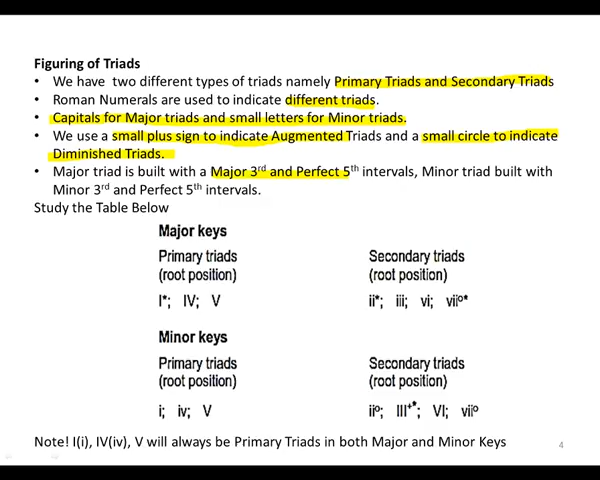 Figuring of Triads
• We have two different types of triads namely Primary Triads and Secondary Triads
• Roman Numerals are used to indicate different triads.
• Capitals for Major triads and small letters for Minor triads.
• We use a small plus sign to indicate Augmented Triads and a small circle to indicate
Diminished Triads.
• Major triad is built with a Major 3rd and Perfect 5th intervals, Minor triad built with
Minor 3rd and Perfect 5th intervals.
Study the Table Below
Major keys
Primary triads Secondary triads
(root position) (root position)
I*; IV; V ii*; iii; vi; viio*
Minor keys
Primary triads Secondary triads
(root position) (root position)
i; iv; V iio; III+*; VI; viio
Note! I(i), IV(iv), V will always be Primary Triads in both Major and Minor Keys
4